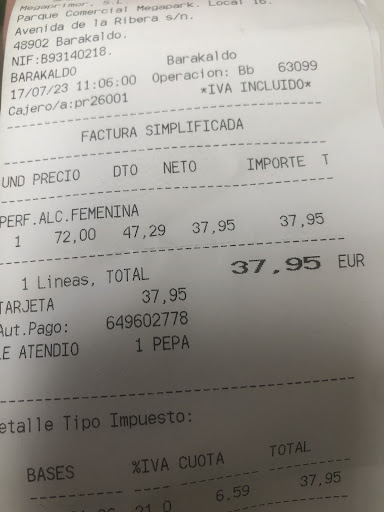 Megaprimor, S.L.
Parque Comercial Megapark. Local 16.
Avenida de la Ribera s/n.
48902 Barakaldo.
NIF:B93140218. Barakaldo
BARAKALDO Operacion: Bb 63099
17/07/23 11:06:00 *IVA INCLUIDO*
Cajero/a:pr26001
FACTURA SIMPLIFICADA
UND PRECIO DTO NETO IMPORTE T
PERF.ALC.FEMENINA
1 72,00 47,29 37,95 37,95
1 Lineas, TOTAL 37,95 EUR
TARJETA 37,95
Aut.Pago: 649602778
LE ATENDIO 1 PEPA
etalle Tipo Impuesto:
BASES %IVA CUOTA TOTAL
21,0 6,59 37,95